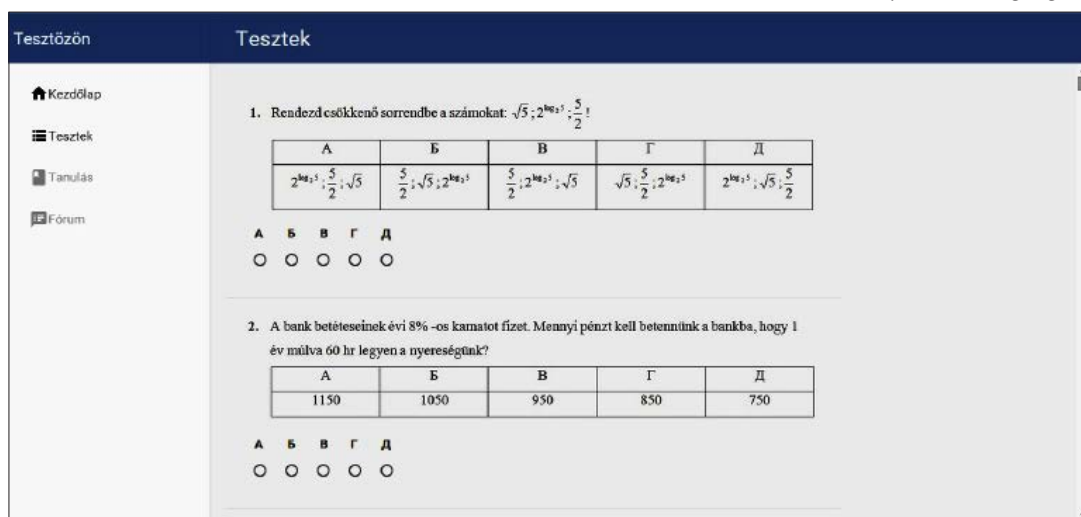 Tesztözön
Tesztek
Kezdőlap
Tesztek
Tanulás
Fórum
1. Rendezd csökkenő sorrendbe a számokat: √5 ; 2^{log₂5} ; 5/2 !
А Б В Г Д
2^{log₂5} ; 5/2 ; √5 5/2 ; √5 ; 2^{log₂5} 5/2 ; 2^{log₂5} ; √5 √5 ; 5/2 ; 2^{log₂5} 2^{log₂5} ; √5 ; 5/2
А Б В Г Д
2. A bank betéteseinek évi 8% -os kamatot fizet. Mennyi pénzt kell betennünk a bankba, hogy 1
év múlva 60 hr legyen a nyereségünk?
А Б В Г Д
1150 1050 950 850 750
А Б В Г Д